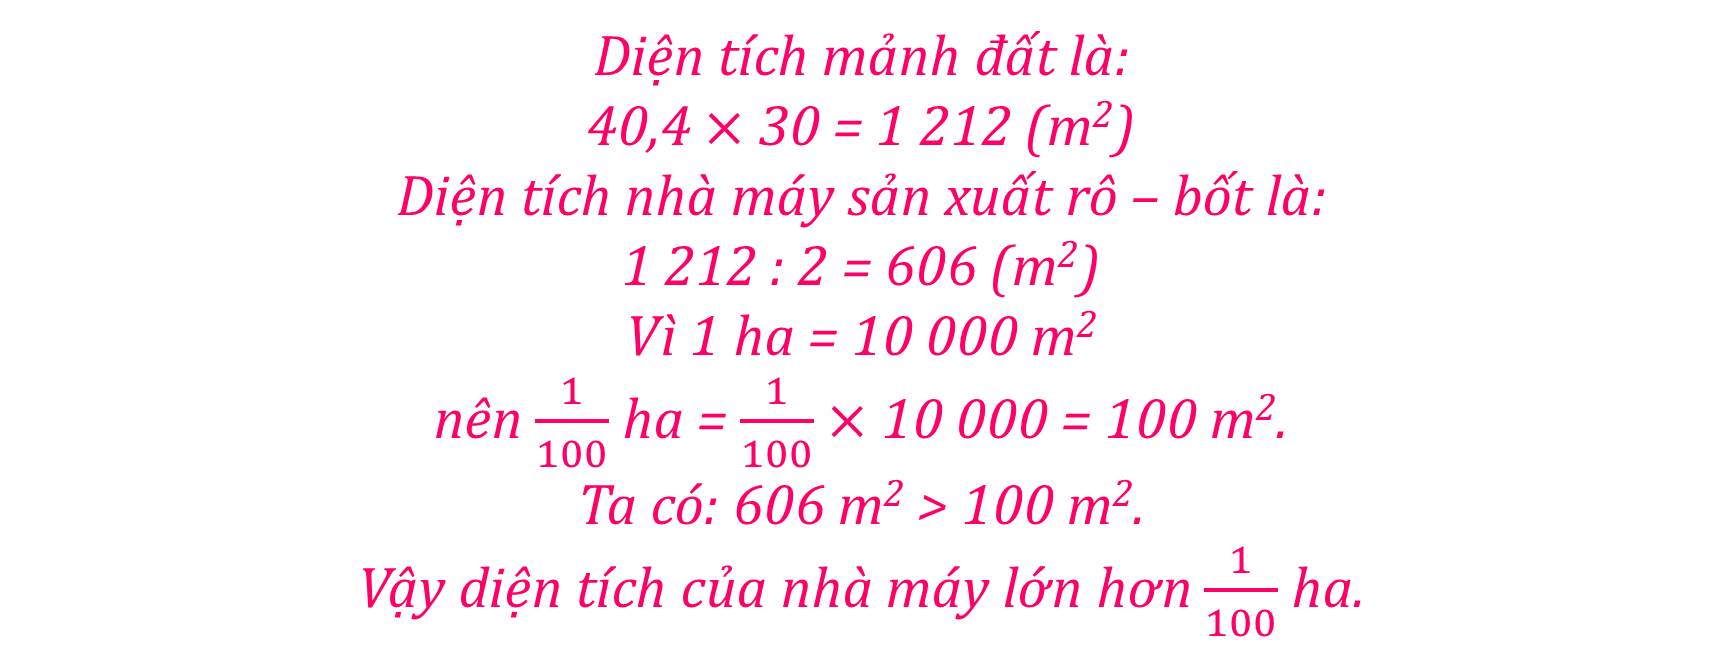 Diện tích mảnh đất là:
40,4 × 30 = 1 212 (m²)
Diện tích nhà máy sản xuất rô – bốt là:
1 212 : 2 = 606 (m²)
Vì 1 ha = 10 000 m²
nên 1/100 ha = 1/100 × 10 000 = 100 m².
Ta có: 606 m² > 100 m².
Vậy diện tích của nhà máy lớn hơn 1/100 ha.